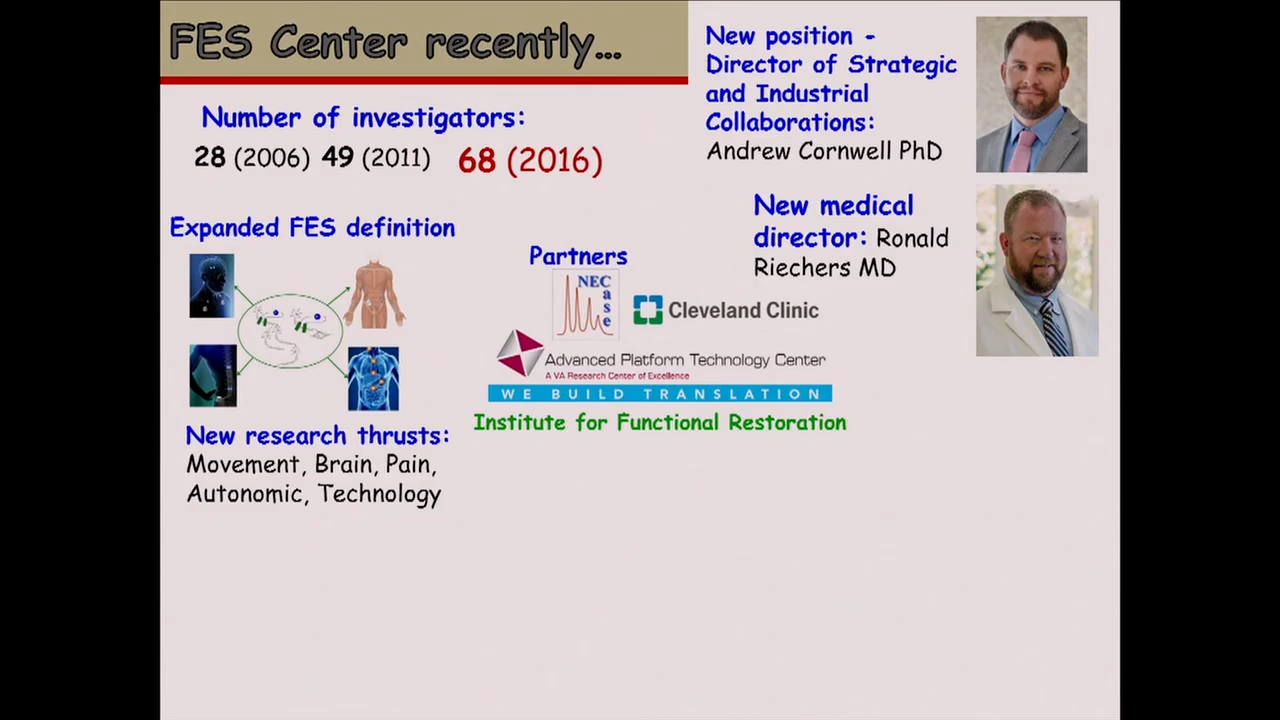 FES Center recently...
Number of investigators:
28 (2006) 49 (2011) 68 (2016)
Expanded FES definition
New research thrusts:
Movement, Brain, Pain,
Autonomic, Technology
Partners
NEC
Case
Cleveland Clinic
Advanced Platform Technology Center
A VA Research Center of Excellence
WE BUILD TRANSLATION
Institute for Functional Restoration
New position -
Director of Strategic
and Industrial
Collaborations:
Andrew Cornwell PhD
New medical
director: Ronald
Riechers MD